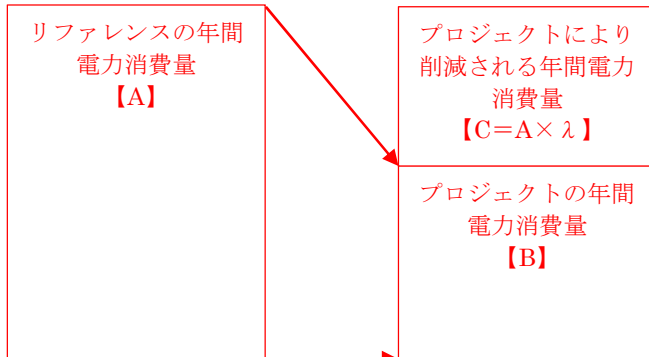 リファレンスの年間
電力消費量
【A】
プロジェクトにより
削減される年間電力
消費量
【C=A×λ】
プロジェクトの年間
電力消費量
【B】